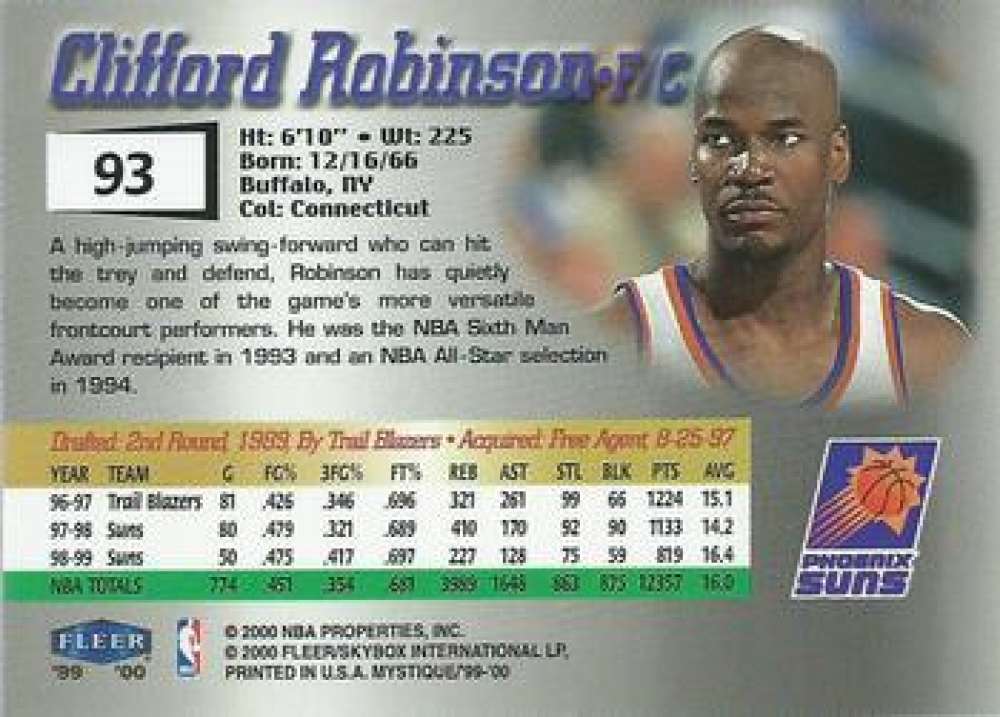 Clifford Robinson • F/C
93
Ht: 6'10" • Wt: 225
Born: 12/16/66
Buffalo, NY
Col: Connecticut
A high-jumping swing-forward who can hit
the trey and defend, Robinson has quietly
become one of the game's more versatile
frontcourt performers. He was the NBA Sixth Man
Award recipient in 1993 and an NBA All-Star selection
in 1994.
Drafted: 2nd Round, By Trail Blazers • Acquired: Free Agent, 8-25-97
YEAR TEAM G FG% 3FG% FT% REB AST STL BLK PTS AVG
96-97 Trail Blazers 81 .426 .346 .696 321 261 99 66 1224 15.1
97-98 Suns 80 .479 .321 .689 410 170 92 90 1133 14.2
98-99 Suns 50 .475 .417 .697 227 128 75 59 819 16.4
NBA TOTALS 774 .451 .354 .681 3989 1648 863 875 12357 16.0
PHOENIX
SUNS
FLEER
'99 '00
NBA
© 2000 NBA PROPERTIES, INC.
© 2000 FLEER/SKYBOX INTERNATIONAL LP,
PRINTED IN U.S.A. MYSTIQUE/'99-'00